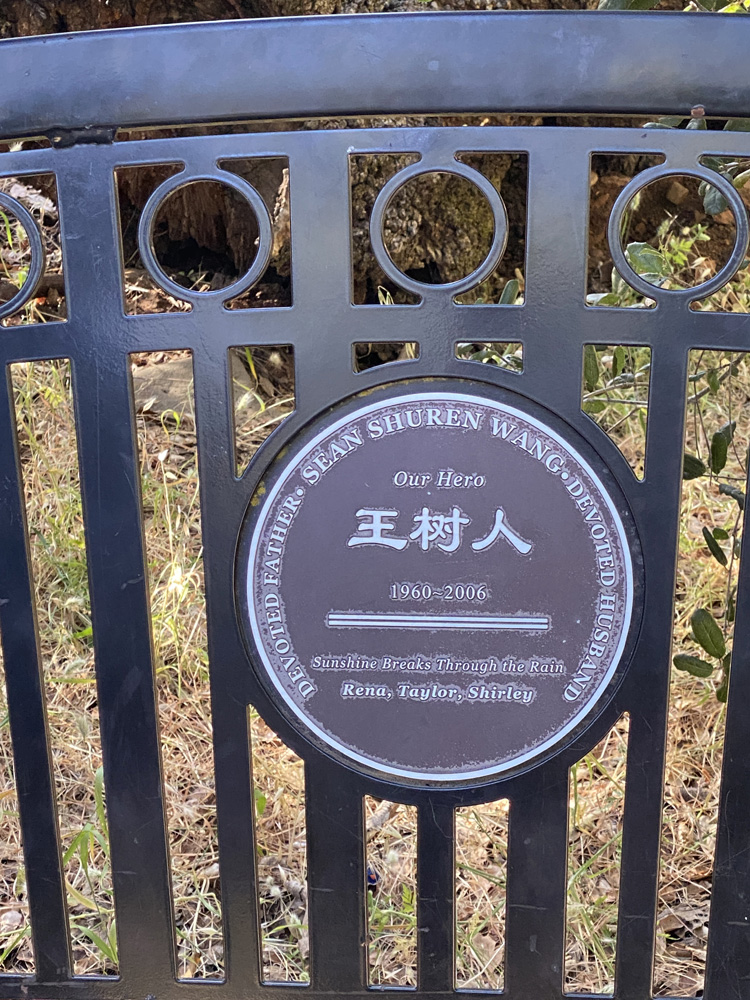 DEVOTED FATHER • SEAN SHUREN WANG • DEVOTED HUSBAND
Our Hero
王树人
1960~2006
Sunshine Breaks Through the Rain
Rena, Taylor, Shirley